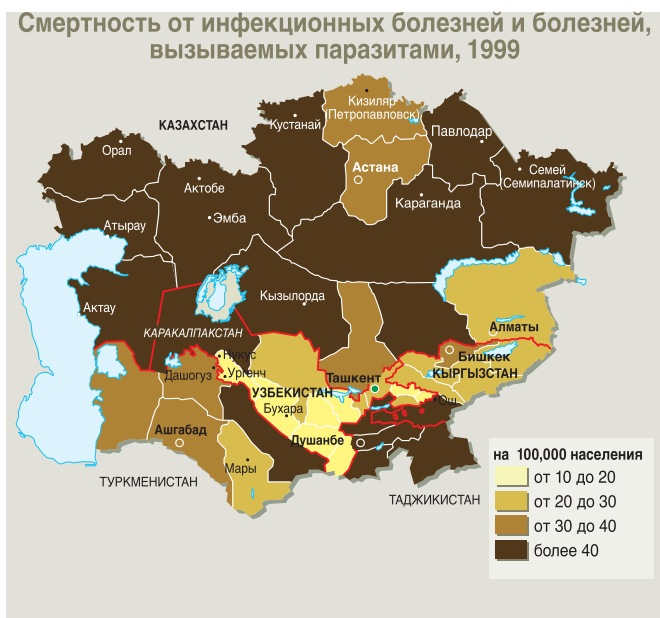 Смертность от инфекционных болезней и болезней,
вызываемых паразитами, 1999
Кизиляр
(Петропавловск)
КАЗАХСТАН
Кустанай
Павлодар
Орал
Астана
Семей
(Семипалатинск)
Актобе
Караганда
Эмба
Атырау
Кызылорда
Актау
Алматы
КАРАКАЛПАКСТАН
Нукус
Бишкек
Дашогуз
Ургенч
Ташкент
КЫРГЫЗСТАН
УЗБЕКИСТАН
Ош
Бухара
Ашгабад
Душанбе
Мары
ТУРКМЕНИСТАН
ТАДЖИКИСТАН
на 100,000 населения
от 10 до 20
от 20 до 30
от 30 до 40
более 40